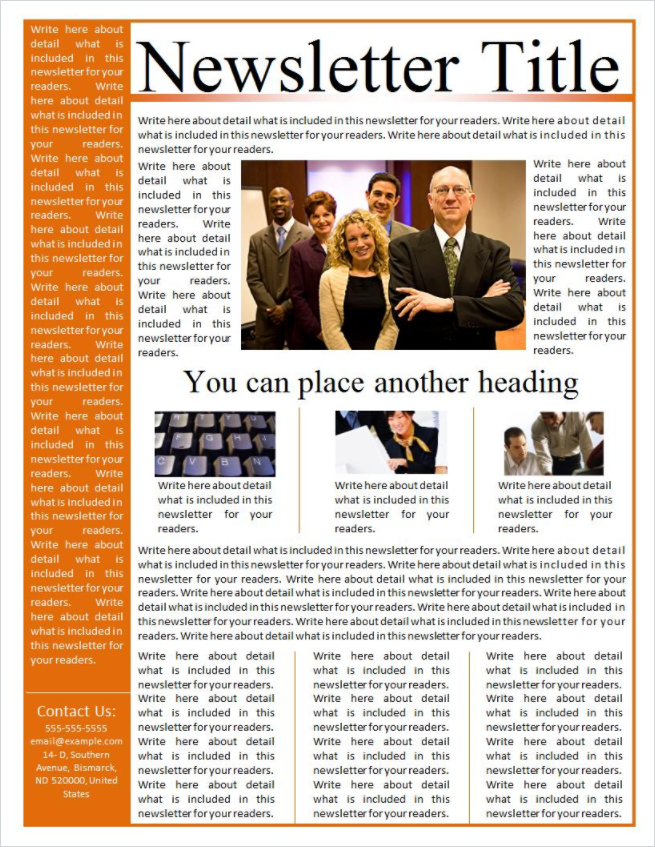 Write here about
detail what is
included in this
newsletter for your
readers. Write
here about detail
what is included in
this newsletter for
your readers.
Write here about
detail what is
included in this
newsletter for your
readers. Write
here about detail
what is included in
this newsletter for
your readers.
Write here about
detail what is
included in this
newsletter for your
readers. Write
here about detail
what is included in
this newsletter for
your readers.
Write here about
detail what is
included in this
newsletter for your
readers. Write
here about detail
what is included in
this newsletter for
your readers.
Write here about
detail what is
included in this
newsletter for your
readers. Write
here about detail
what is included in
this newsletter for
your readers.
Contact Us:
555-555-5555
email@example.com
14- D, Southern
Avenue, Bismarck,
ND 520000, United
States
Newsletter Title
Write here about detail what is included in this newsletter for your readers. Write here about detail
what is included in this newsletter for your readers. Write here about detail what is included in this
newsletter for your readers.
Write here about
detail what is
included in this
newsletter for your
readers. Write
here about detail
what is included in
this newsletter for
your readers.
Write here about
detail what is
included in this
newsletter for your
readers.
Write here about
detail what is
included in this
newsletter for your
readers. Write
here about detail
what is included in
this newsletter for
your readers.
Write here about
detail what is
included in this
newsletter for your
readers.
You can place another heading
F G H J
C V B N
Write here about detail
what is included in this
newsletter for your
readers.
Write here about detail
what is included in this
newsletter for your
readers.
Write here about detail
what is included in this
newsletter for your
readers.
Write here about detail what is included in this newsletter for your readers. Write here about detail
what is included in this newsletter for your readers. Write here about detail what is included in this
newsletter for your readers. Write here about detail what is included in this newsletter for your
readers. Write here about detail what is included in this newsletter for your readers. Write here about
detail what is included in this newsletter for your readers. Write here about detail what is included in
this newsletter for your readers. Write here about detail what is included in this newsletter for your
readers. Write here about detail what is included in this newsletter for your readers.
Write here about detail
what is included in this
newsletter for your readers.
Write here about detail
what is included in this
newsletter for your readers.
Write here about detail
what is included in this
newsletter for your readers.
Write here about detail
what is included in this
newsletter for your readers.
Write here about detail
what is included in this
newsletter for your readers.
Write here about detail
what is included in this
newsletter for your readers.
Write here about detail
what is included in this
newsletter for your readers.
Write here about detail
what is included in this
newsletter for your readers.
Write here about detail
what is included in this
newsletter for your readers.
Write here about detail
what is included in this
newsletter for your readers.
Write here about detail
what is included in this
newsletter for your readers.
Write here about detail
what is included in this
newsletter for your readers.